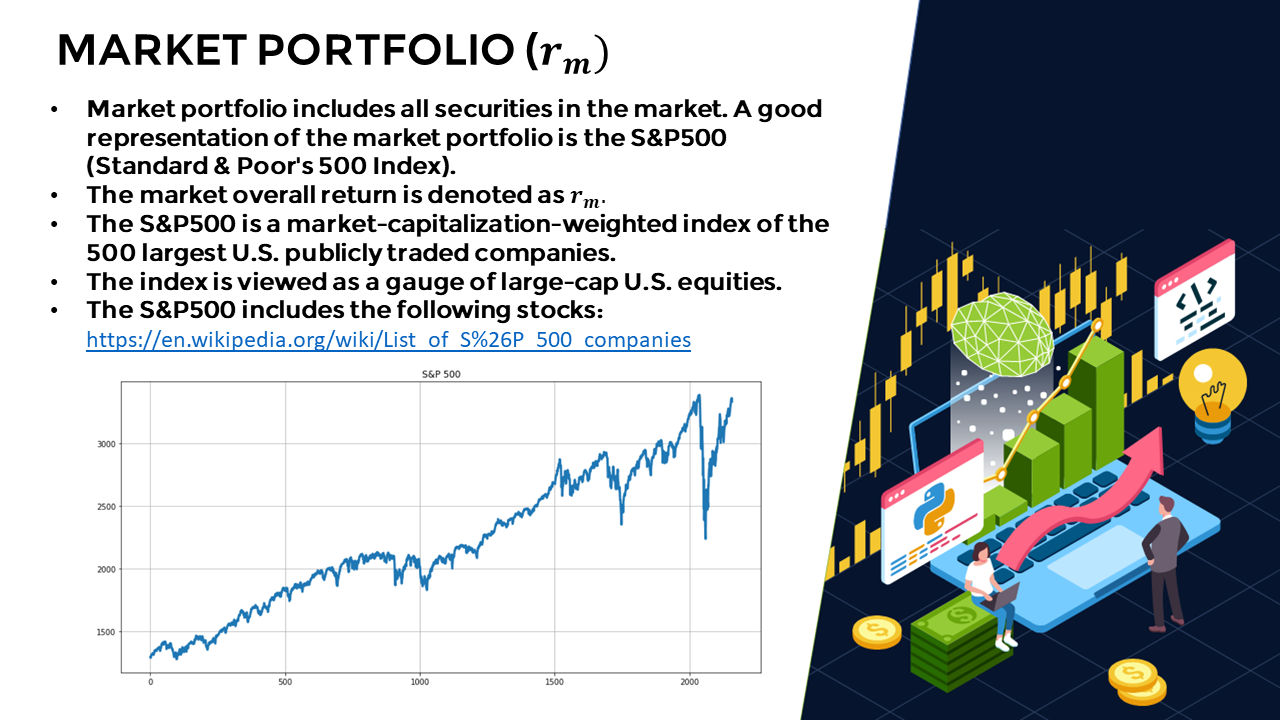 MARKET PORTFOLIO (rₘ)
• Market portfolio includes all securities in the market. A good
representation of the market portfolio is the S&P500
(Standard & Poor's 500 Index).
• The market overall return is denoted as rₘ.
• The S&P500 is a market-capitalization-weighted index of the
500 largest U.S. publicly traded companies.
• The index is viewed as a gauge of large-cap U.S. equities.
• The S&P500 includes the following stocks:
https://en.wikipedia.org/wiki/List_of_S%26P_500_companies
S&P 500
3000
2500
2000
1500
0 500 1000 1500 2000